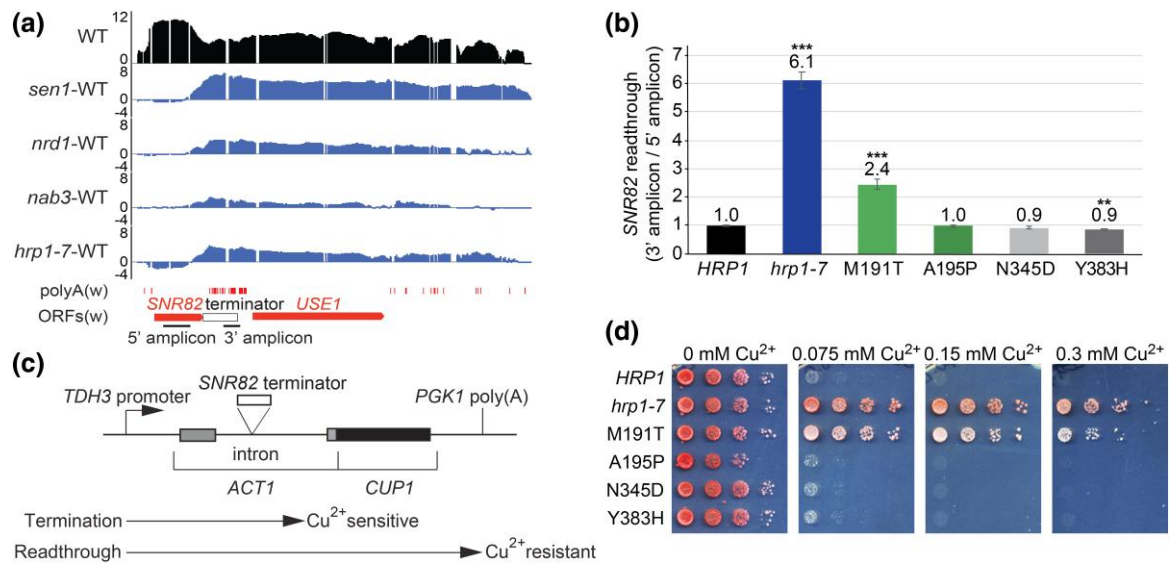 (a)
12
WT
0
8
sen1-WT
0
-4
8
nrd1-WT
0
-4
8
nab3-WT
0
-4
8
hrp1-7-WT
0
-4
polyA(w)
SNR82 terminator USE1
ORFs(w)
5' amplicon 3' amplicon
(b)
SNR82 readthrough
(3' amplicon / 5' amplicon)
7
6
5
4
3
2
1
0
1.0
***
6.1
***
2.4
1.0
0.9
**
0.9
HRP1 hrp1-7 M191T A195P N345D Y383H
(c)
SNR82
terminator
TDH3
promoter
PGK1 poly(A)
intron
ACT1 CUP1
Termination Cu2+ sensitive
Readthrough Cu2+ resistant
(d)
0 mM Cu2+ 0.075 mM Cu2+ 0.15 mM Cu2+ 0.3 mM Cu2+
HRP1
hrp1-7
M191T
A195P
N345D
Y383H